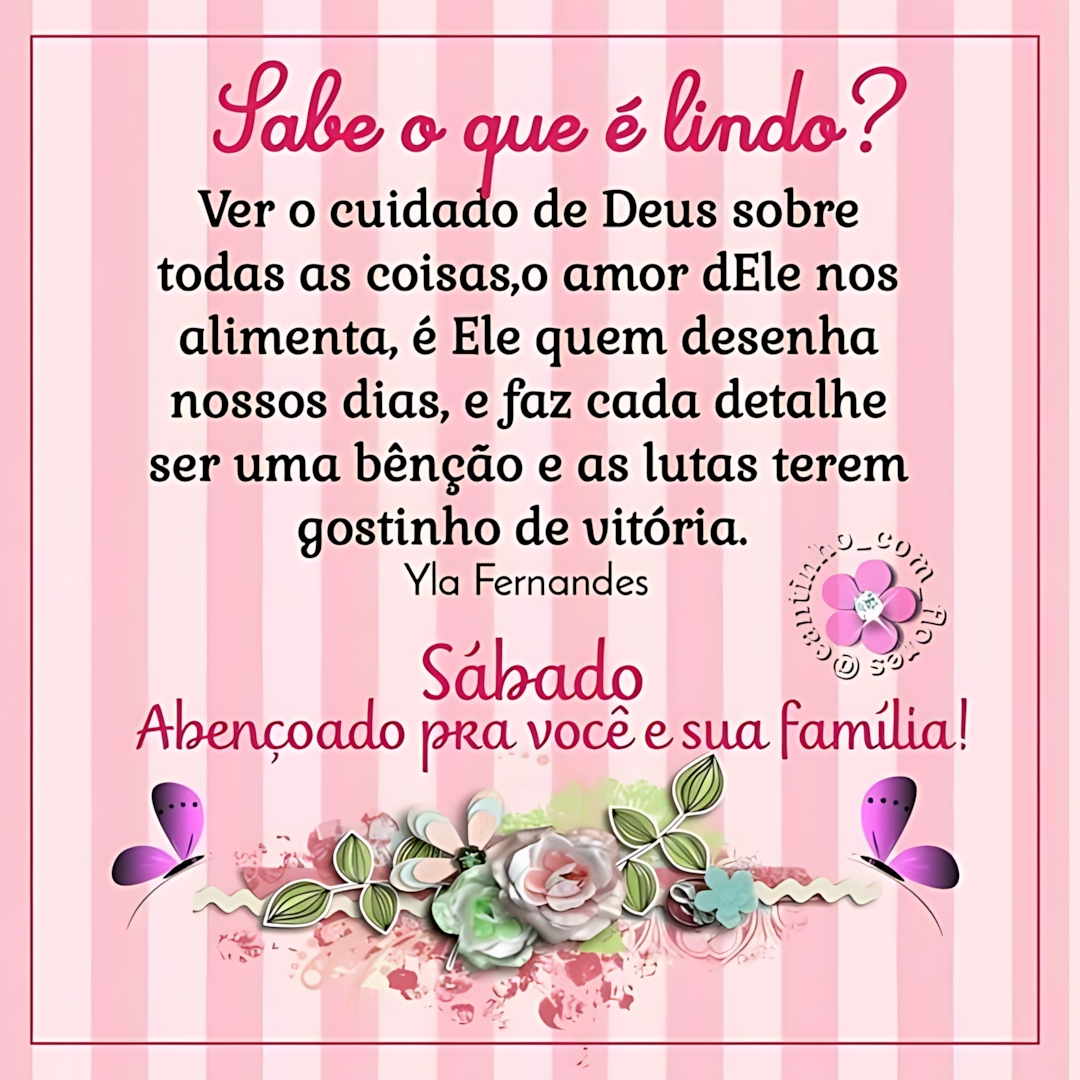 Sabe o que é lindo?
Ver o cuidado de Deus sobre
todas as coisas,o amor dEle nos
alimenta, é Ele quem desenha
nossos dias, e faz cada detalhe
ser uma bênção e as lutas terem
gostinho de vitória.
Yla Fernandes
@cantinho_com_flores
Sábado
Abençoado pra você e sua família!